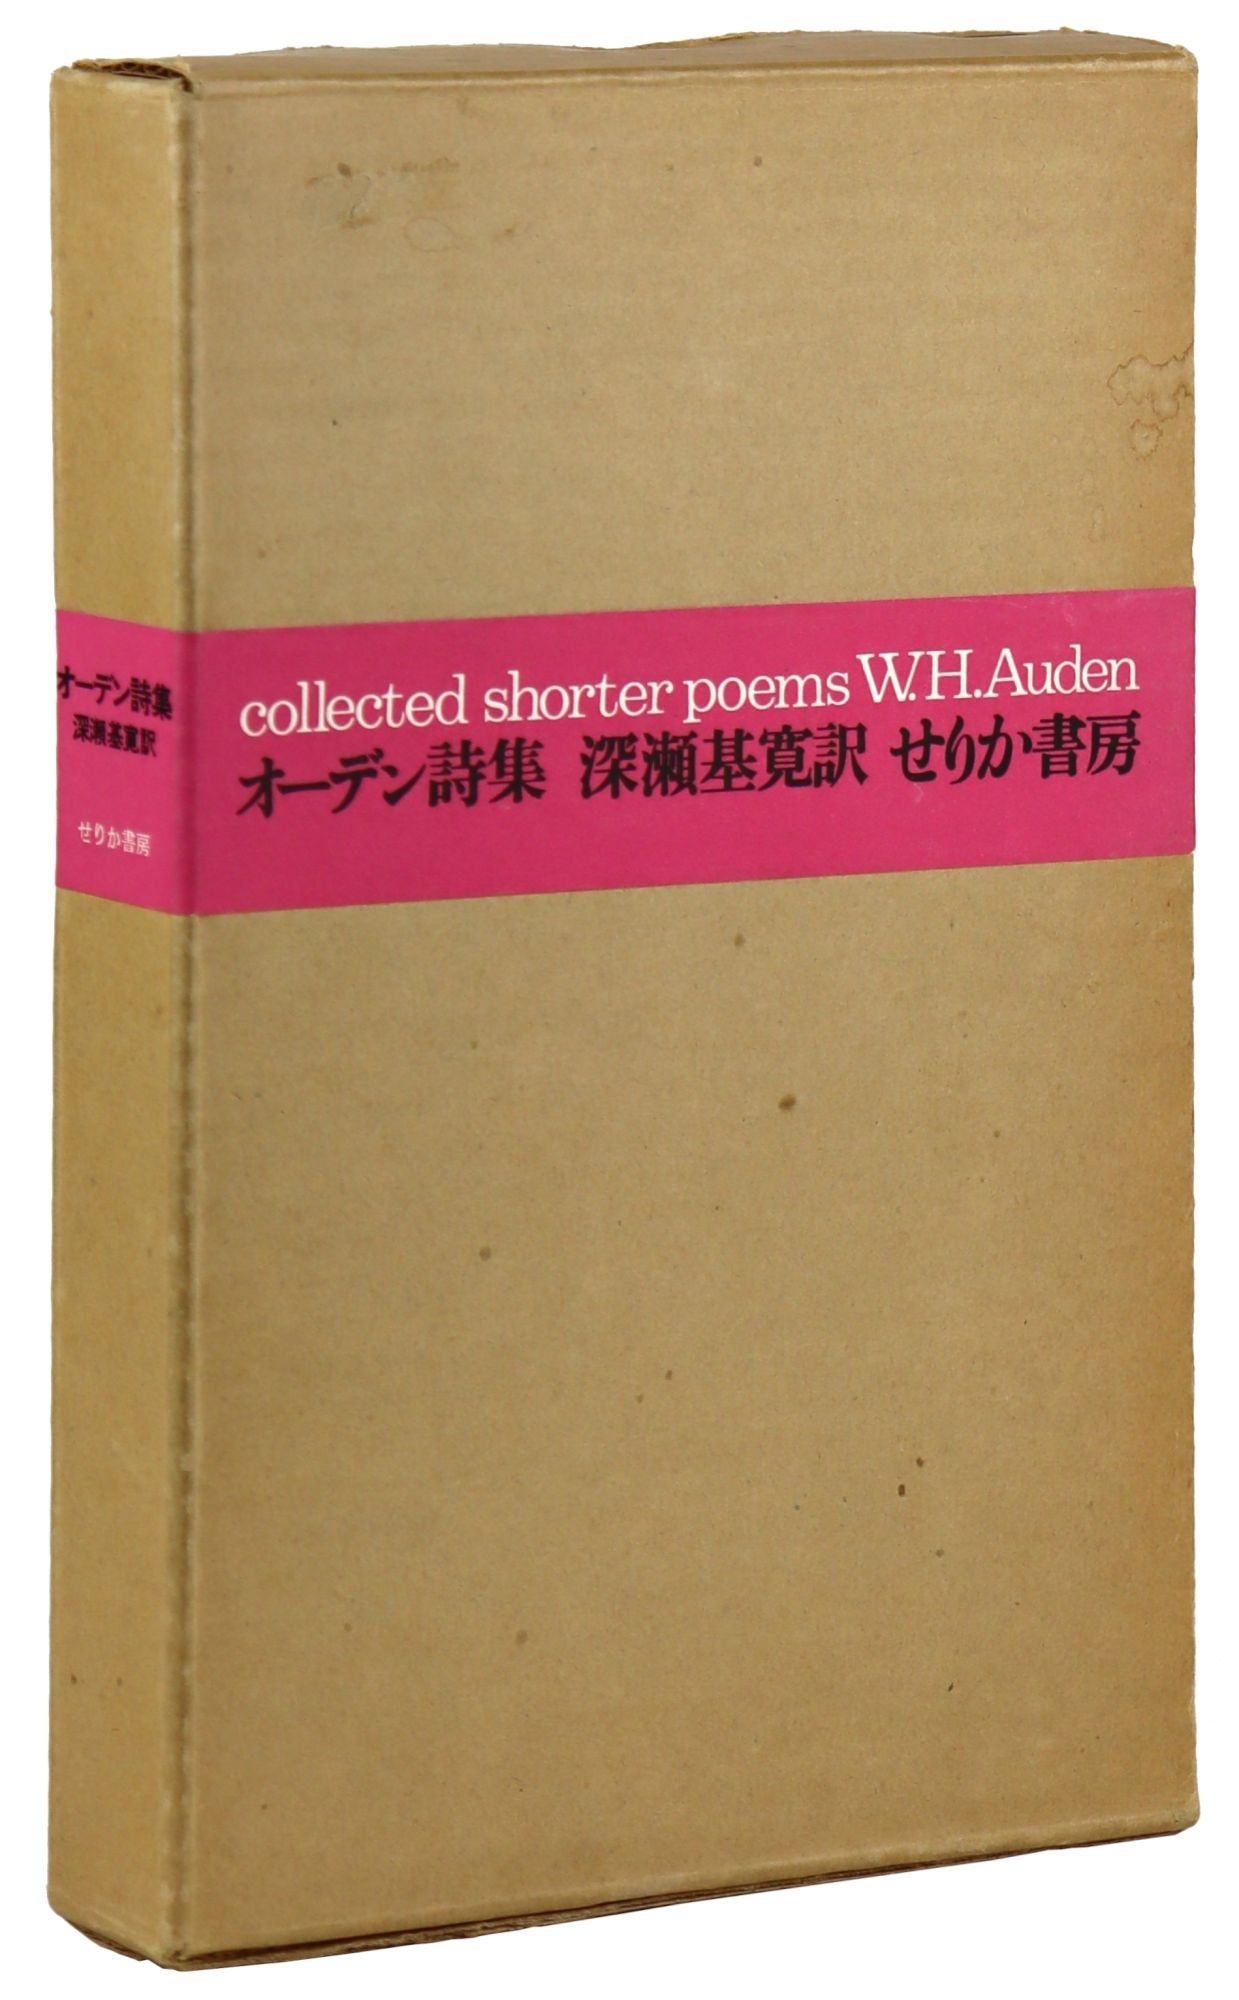 オーデン詩集
深瀬基寛訳
せりか書房
collected shorter poems W.H.Auden
オーデン詩集 深瀬基寛訳 せりか書房